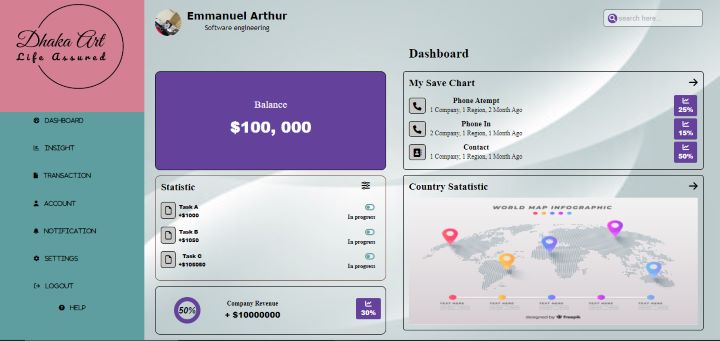 Dhaka Art
Life Assured
DASHBOARD
INSIGHT
TRANSACTION
ACCOUNT
NOTIFICATION
SETTINGS
LOGOUT
HELP
Emmanuel Arthur
Software engineering
search here...
Dashboard
Balance
$100, 000
My Save Chart
Phone Atempt
1 Company, 1 Region, 2 Month Ago
25%
Phone In
2 Company, 1 Region, 1 Month Ago
15%
Contact
1 Company, 1 Region, 1 Month Ago
50%
Statistic
Task A
+$1000
In progress
Task B
+$1050
In progress
Task C
+$105050
In progress
50%
Company Revenue
+ $10000000
30%
Country Satatistic
WORLD MAP INFOGRAPHIC
TEXT HERE
TEXT HERE
TEXT HERE
TEXT HERE
TEXT HERE
designed by freepik